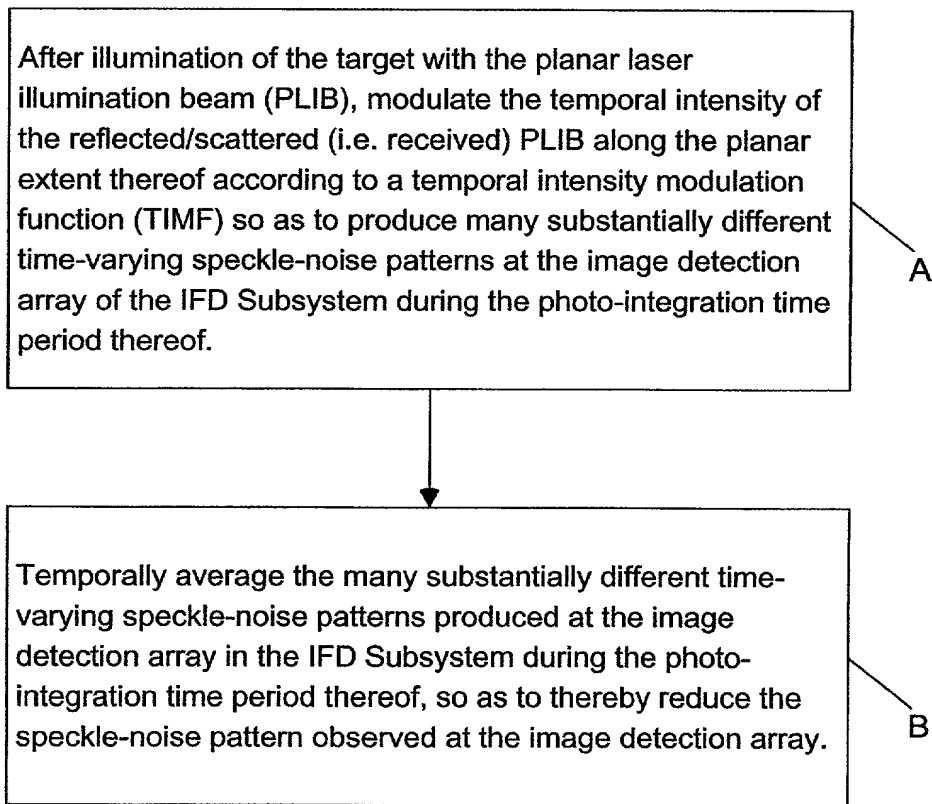 After illumination of the target with the planar laser
illumination beam (PLIB), modulate the temporal intensity of
the reflected/scattered (i.e. received) PLIB along the planar
extent thereof according to a temporal intensity modulation
function (TIMF) so as to produce many substantially different
time-varying speckle-noise patterns at the image detection
array of the IFD Subsystem during the photo-integration time
period thereof.
A
Temporally average the many substantially different time-
varying speckle-noise patterns produced at the image
detection array in the IFD Subsystem during the photo-
integration time period thereof, so as to thereby reduce the
speckle-noise pattern observed at the image detection array.
B